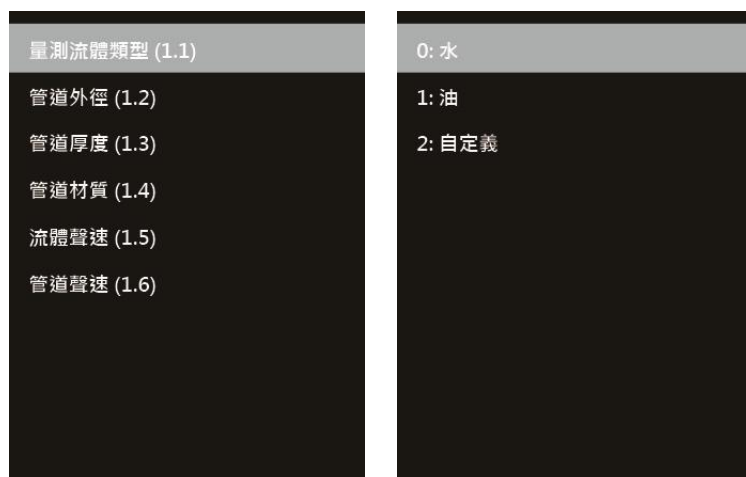 量測流體類型 (1.1)
管道外徑 (1.2)
管道厚度 (1.3)
管道材質 (1.4)
流體聲速 (1.5)
管道聲速 (1.6)
0: 水
1: 油
2: 自定義